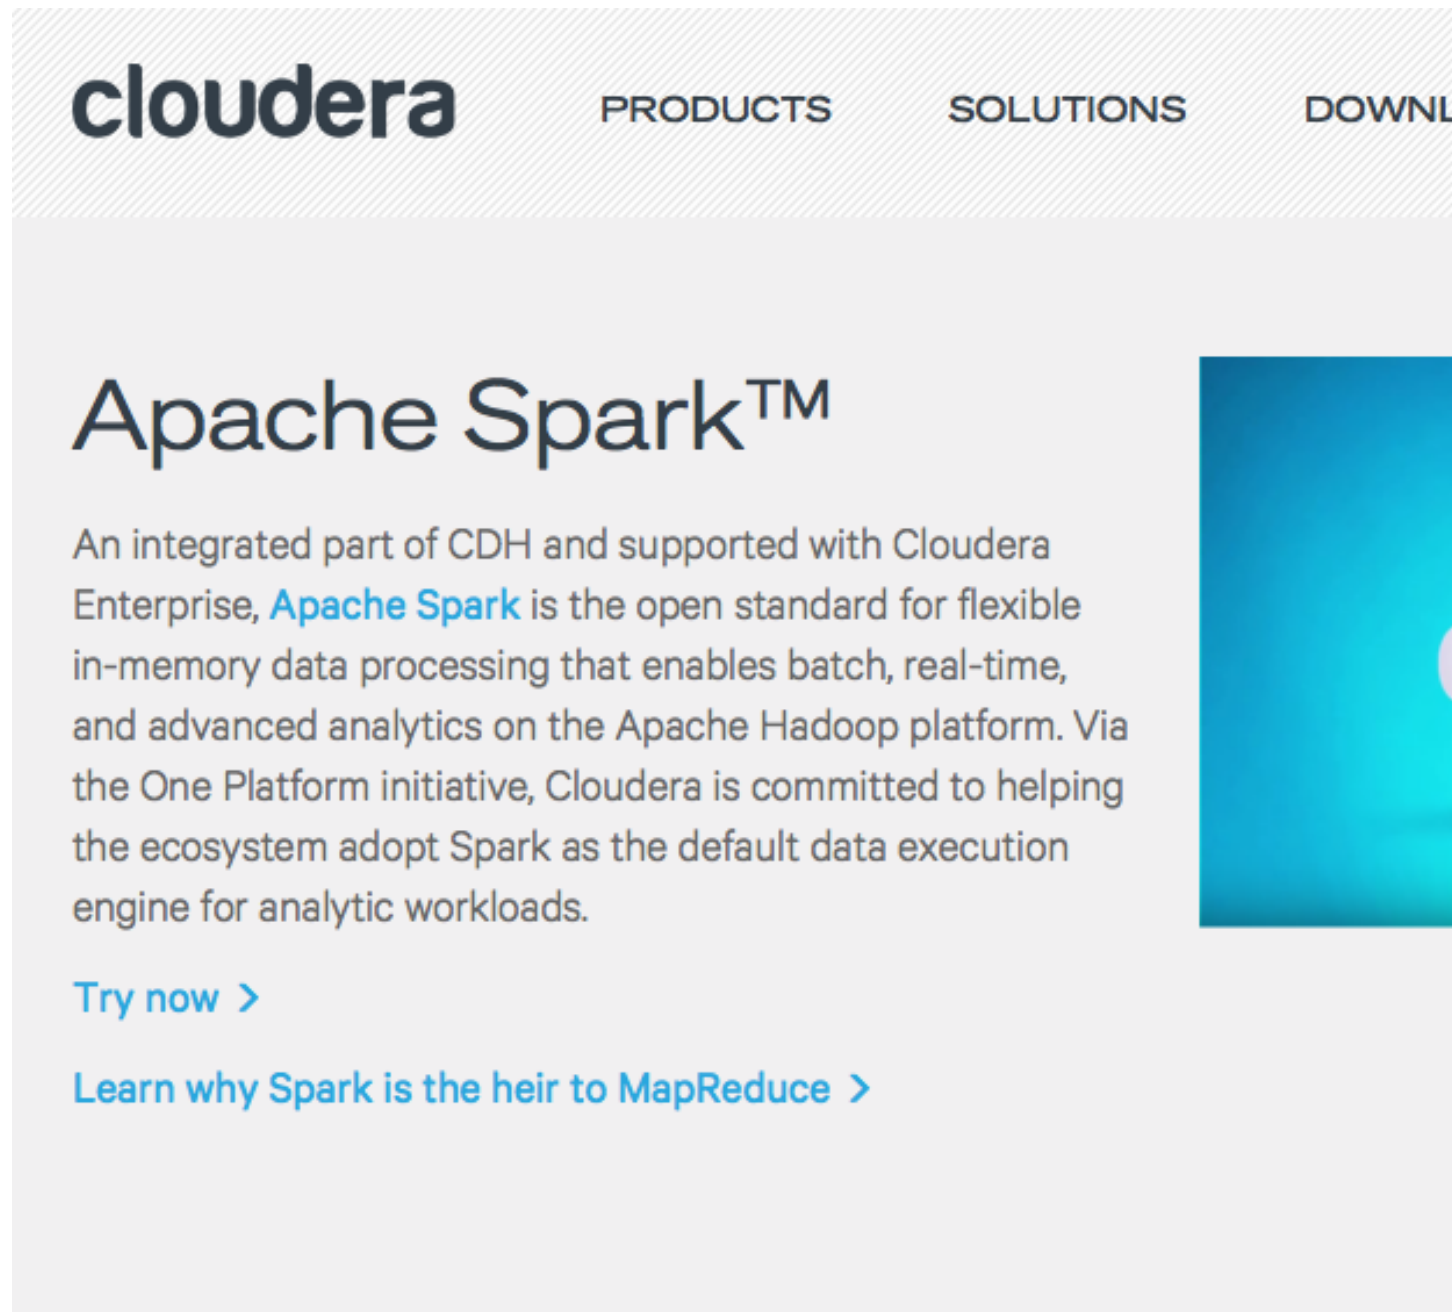 cloudera PRODUCTS SOLUTIONS DOWNL
Apache Spark™
An integrated part of CDH and supported with Cloudera
Enterprise, Apache Spark is the open standard for flexible
in-memory data processing that enables batch, real-time,
and advanced analytics on the Apache Hadoop platform. Via
the One Platform initiative, Cloudera is committed to helping
the ecosystem adopt Spark as the default data execution
engine for analytic workloads.
Try now >
Learn why Spark is the heir to MapReduce >